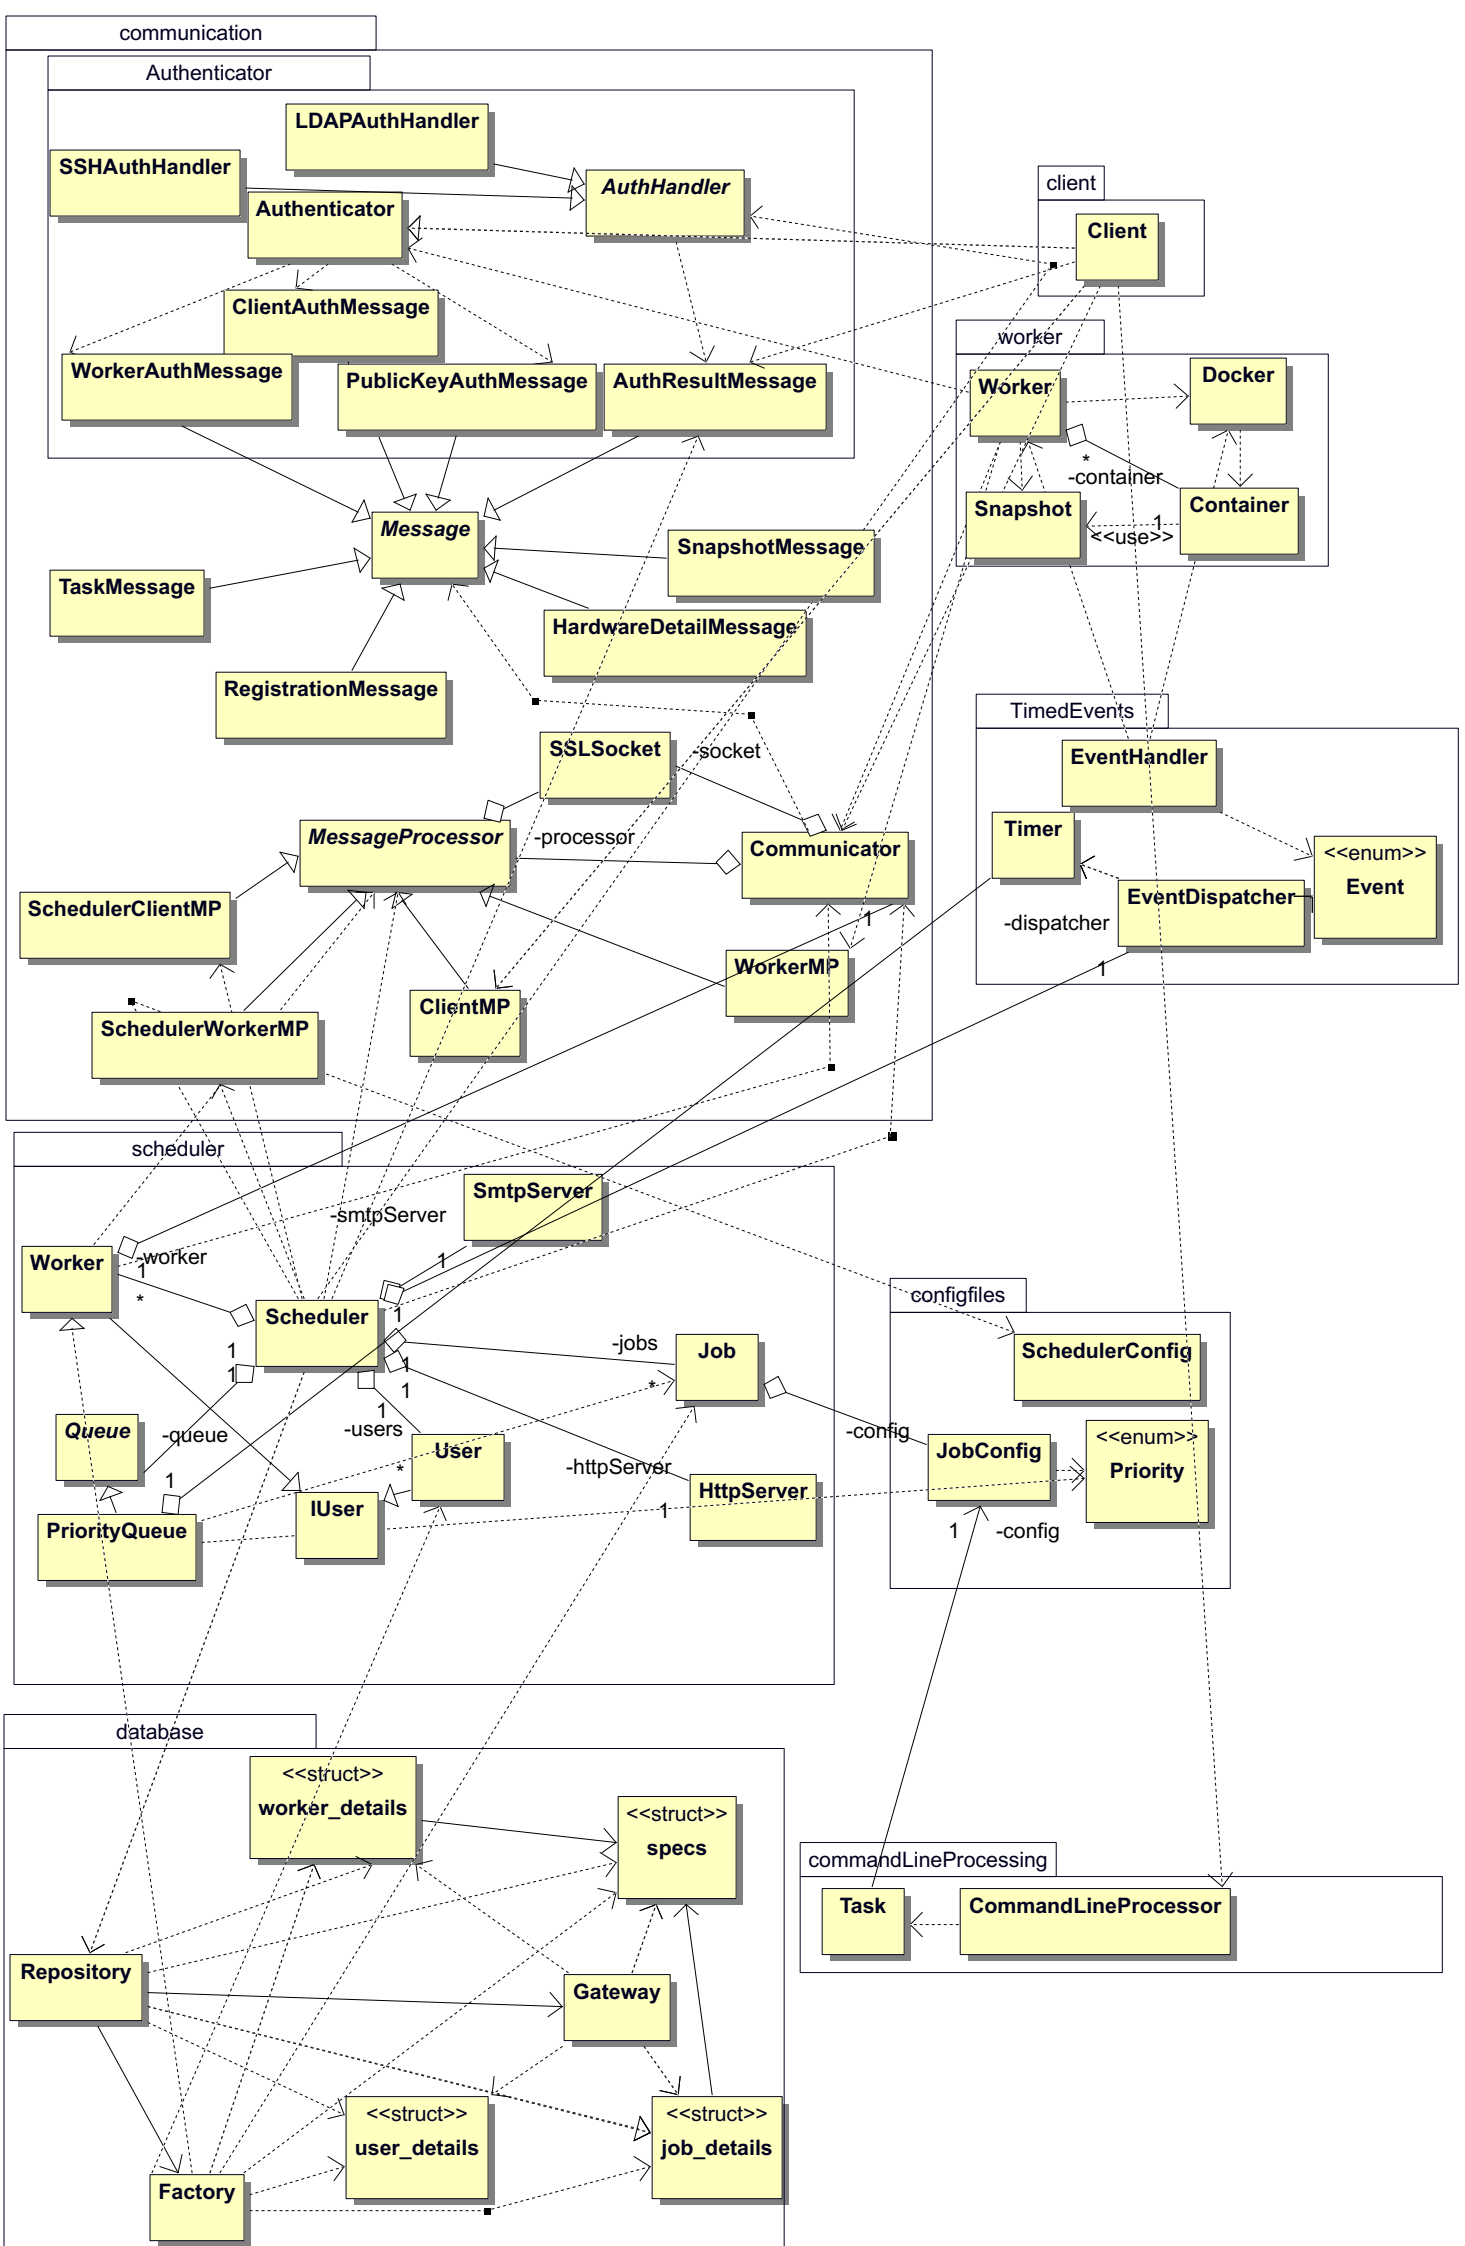 communication
Authenticator
LDAPAuthHandler
SSHAuthHandler
AuthHandler
Authenticator
ClientAuthMessage
WorkerAuthMessage
PublicKeyAuthMessage
AuthResultMessage
Message
SnapshotMessage
TaskMessage
HardwareDetailMessage
RegistrationMessage
SSLSocket
-socket
MessageProcessor
-processor
Communicator
1
SchedulerClientMP
WorkerMP
ClientMP
SchedulerWorkerMP
client
Client
worker
Worker
Docker
*
-container
Snapshot
Container
1
<<use>>
TimedEvents
EventHandler
Timer
<<enum>>
Event
EventDispatcher
-dispatcher
1
scheduler
SmtpServer
-smtpServer
1
Worker
-worker
1
*
Scheduler
1
1
1
1
1
1
-jobs
Job
*
Queue
-queue
-users
User
*
1
-httpServer
HttpServer
1
IUser
PriorityQueue
configfiles
SchedulerConfig
-config
JobConfig
<<enum>>
Priority
1
-config
database
<<struct>>
worker_details
<<struct>>
specs
Repository
Gateway
<<struct>>
user_details
<<struct>>
job_details
Factory
commandLineProcessing
Task
CommandLineProcessor